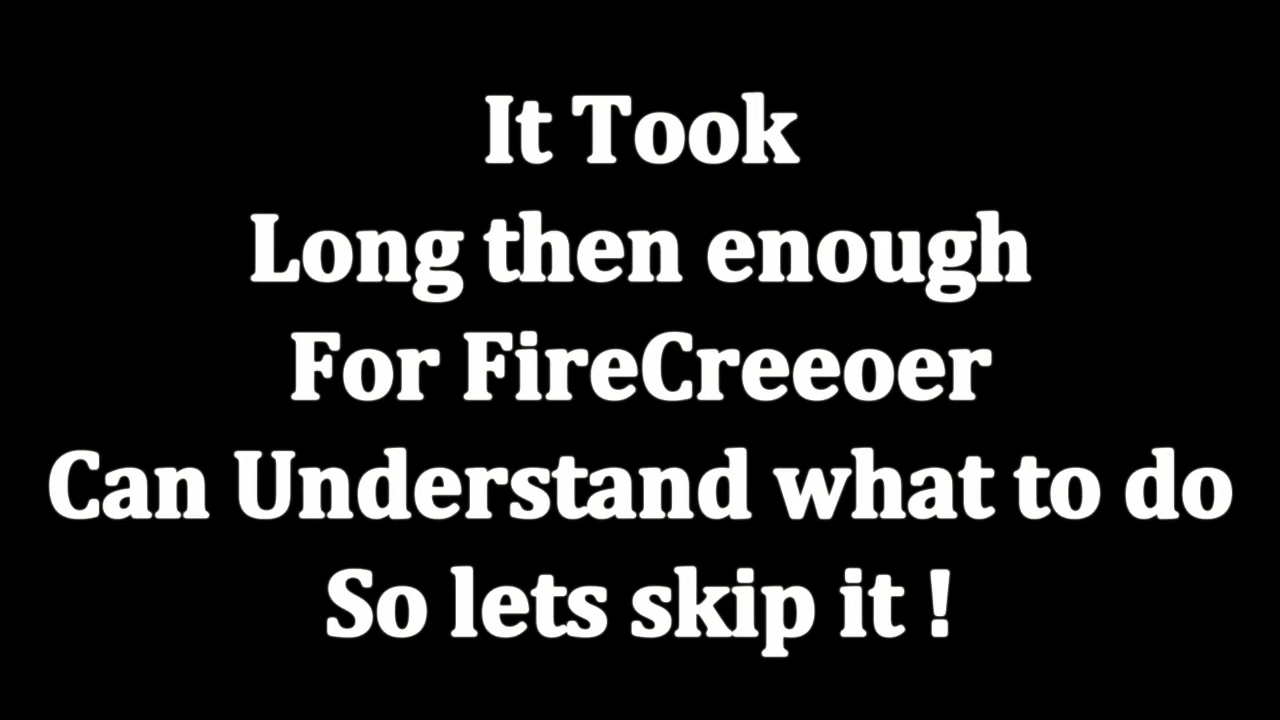 It Took
Long then enough
For FireCreeoer
Can Understand what to do
So lets skip it !